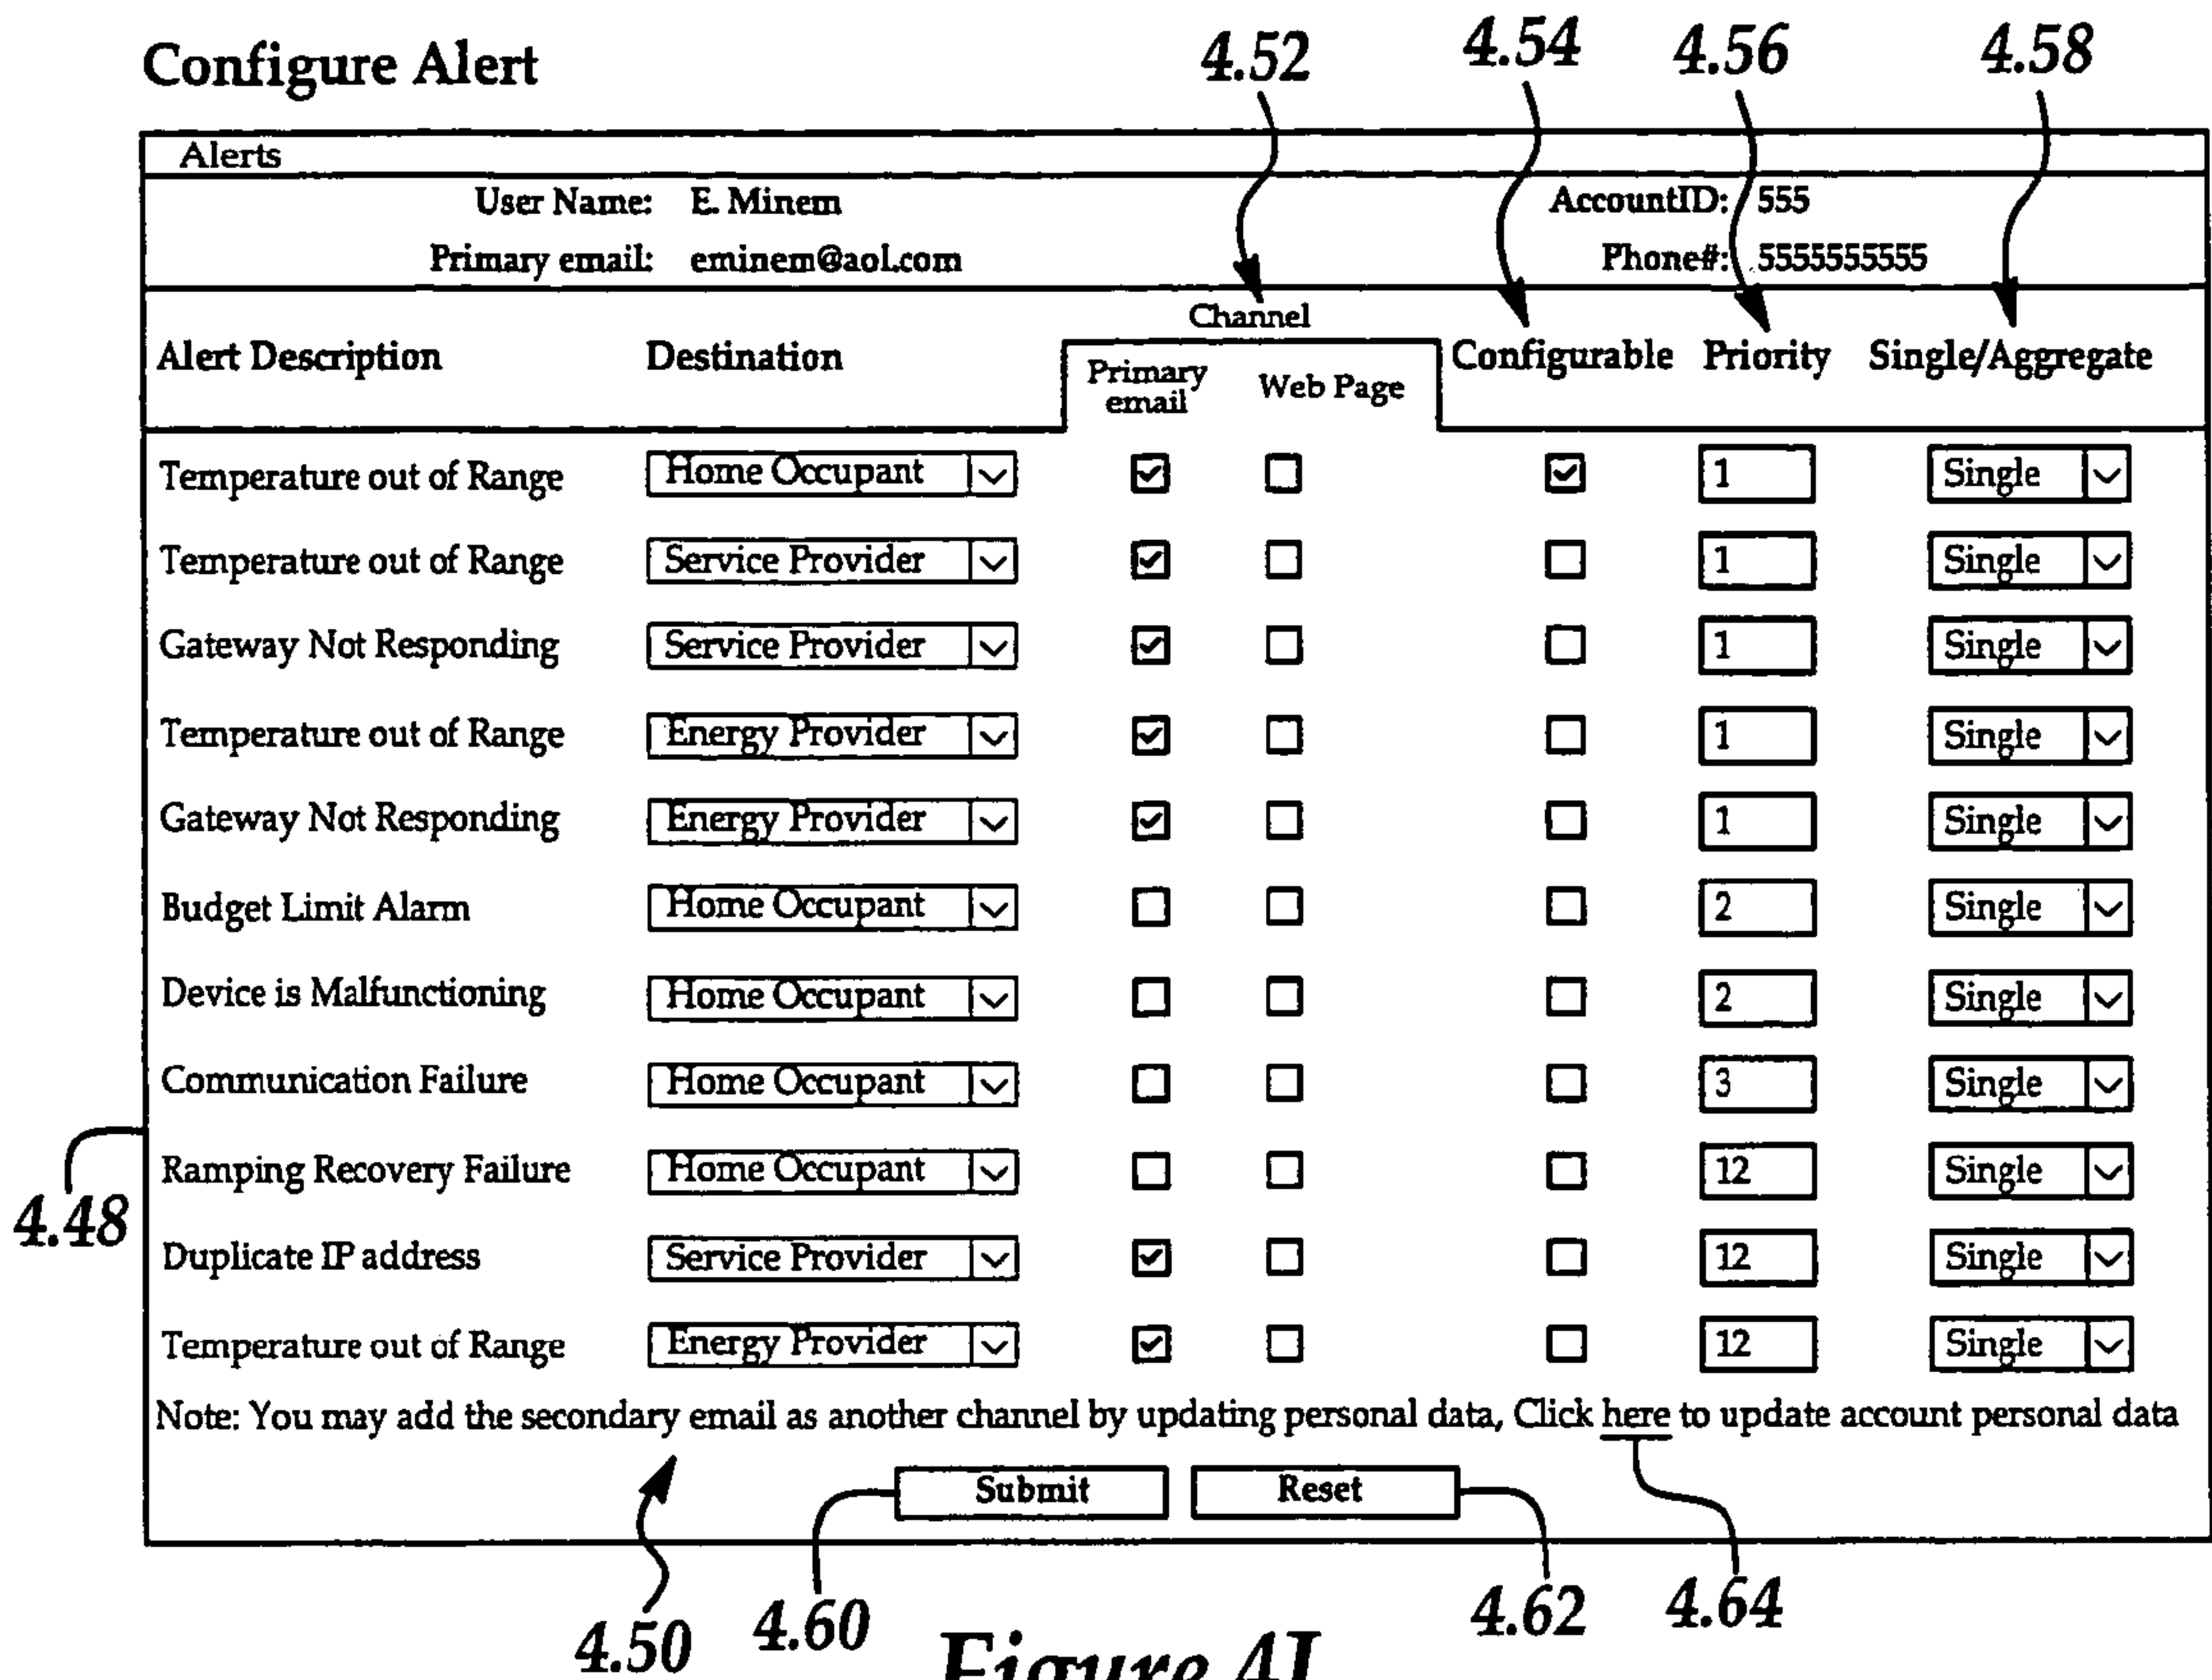 4.52 4.54 4.56 4.58
Configure Alert
Alerts
User Name: E. Minem AccountID: 555
Primary email: eminem@aol.com Phone#: 5555555555
Channel
Alert Description Destination Primary email Web Page Configurable Priority Single/Aggregate
Temperature out of Range Home Occupant 1 Single
Temperature out of Range Service Provider 1 Single
Gateway Not Responding Service Provider 1 Single
Temperature out of Range Energy Provider 1 Single
Gateway Not Responding Energy Provider 1 Single
Budget Limit Alarm Home Occupant 2 Single
Device is Malfunctioning Home Occupant 2 Single
Communication Failure Home Occupant 3 Single
Ramping Recovery Failure Home Occupant 12 Single
4.48
Duplicate IP address Service Provider 12 Single
Temperature out of Range Energy Provider 12 Single
Note: You may add the secondary email as another channel by updating personal data, Click here to update account personal data
Submit Reset
4.50 4.60 4.62 4.64
Figure